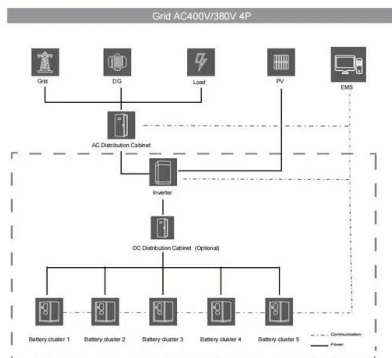 Grid AC400V/380V 4P
Grid DG Load PV EMS
AC Distribution Cabinet
Inverter
DC Distribution Cabinet (Optional)
Battery cluster 1 Battery cluster 2 Battery cluster 3 Battery cluster 4 Battery cluster 5
Communication
Power